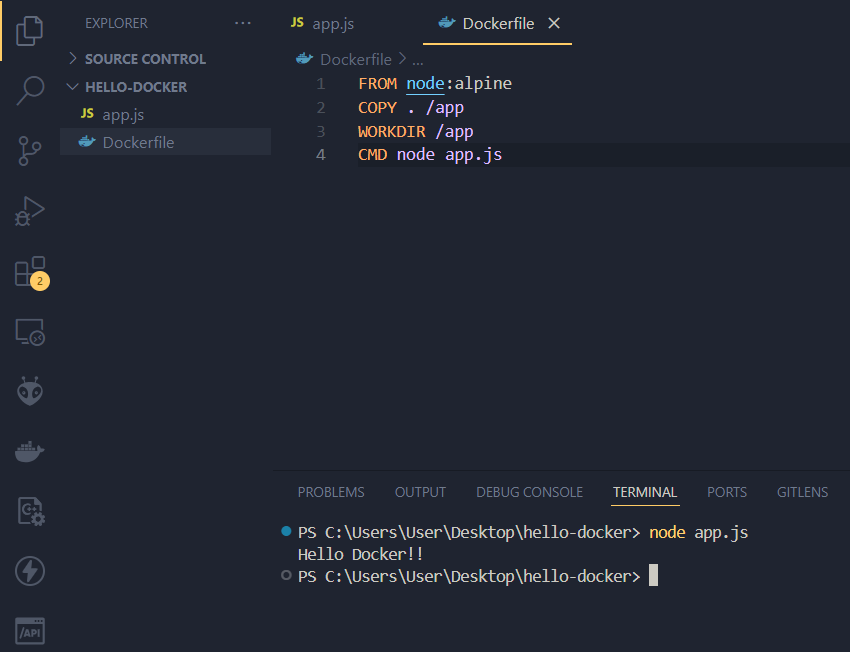 EXPLORER ...
SOURCE CONTROL
HELLO-DOCKER
JS app.js
Dockerfile
2
/API
JS app.js Dockerfile
Dockerfile > ...
1 FROM node:alpine
2 COPY . /app
3 WORKDIR /app
4 CMD node app.js
PROBLEMS OUTPUT DEBUG CONSOLE TERMINAL PORTS GITLENS
PS C:\Users\User\Desktop\hello-docker> node app.js
Hello Docker!!
PS C:\Users\User\Desktop\hello-docker>